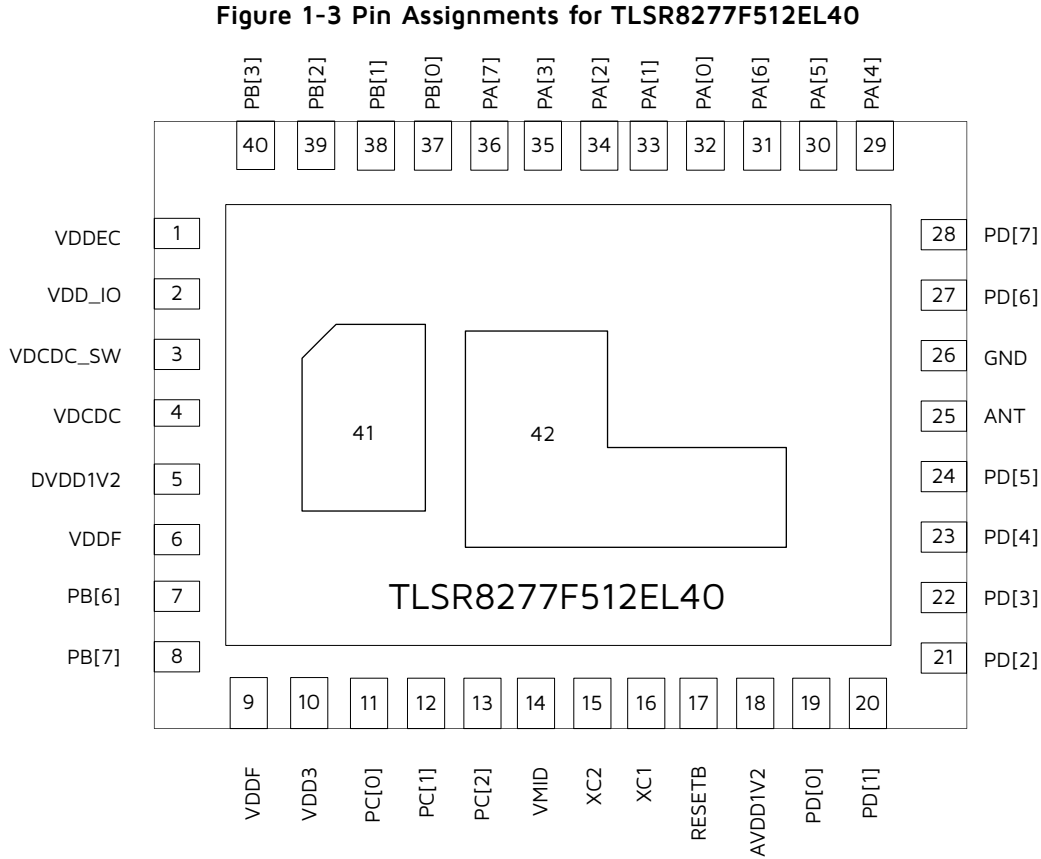 Figure 1-3 Pin Assignments for TLSR8277F512EL40
PB[3] PB[2] PB[1] PB[0] PA[7] PA[3] PA[2] PA[1] PA[0] PA[6] PA[5] PA[4]
40 39 38 37 36 35 34 33 32 31 30 29
VDDEC 1 28 PD[7]
VDD_IO 2 27 PD[6]
VDCDC_SW 3 26 GND
VDCDC 4 25 ANT
41 42
DVDD1V2 5 24 PD[5]
VDDF 6 23 PD[4]
PB[6] 7 TLSR8277F512EL40 22 PD[3]
PB[7] 8 21 PD[2]
9 10 11 12 13 14 15 16 17 18 19 20
VDDF VDD3 PC[0] PC[1] PC[2] VMID XC2 XC1 RESETB AVDD1V2 PD[0] PD[1]